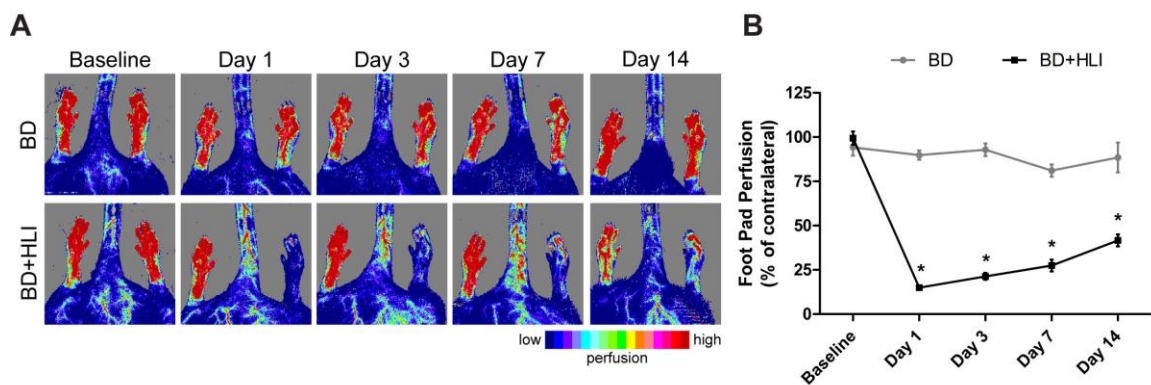 A
Baseline Day 1 Day 3 Day 7 Day 14
BD
BD+HLI
low high
perfusion
B
BD BD+HLI
Foot Pad Perfusion
(% of contralateral)
125
100
75
50
25
0
* * * *
Baseline Day 1 Day 3 Day 7 Day 14